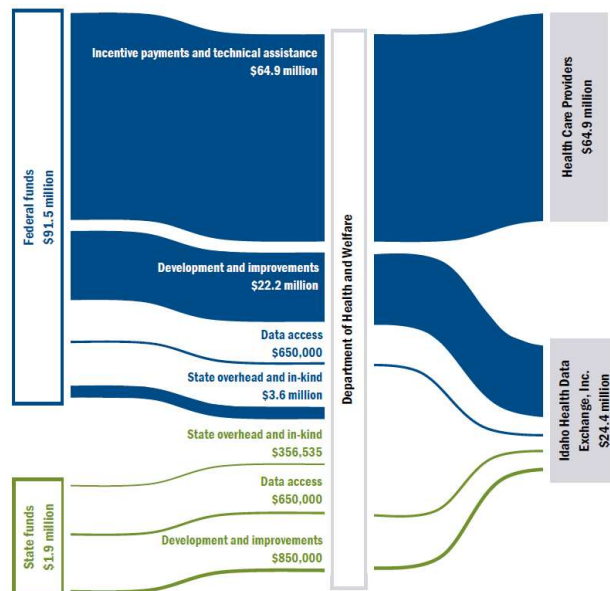 Federal funds
$91.5 million
Incentive payments and technical assistance
$64.9 million
Development and improvements
$22.2 million
Data access
$650,000
State overhead and in-kind
$3.6 million
State funds
$1.9 million
State overhead and in-kind
$356,535
Data access
$650,000
Development and improvements
$850,000
Department of Health and Welfare
Health Care Providers
$64.9 million
Idaho Health Data
Exchange, Inc.
$24.4 million